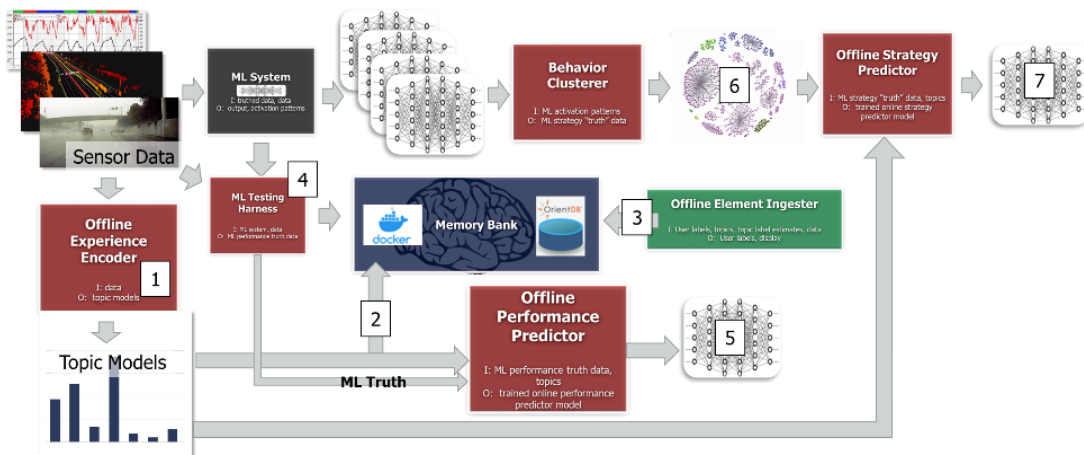 Sensor Data
ML System
I: truthed data, data
O: output, activation patterns
Behavior
Clusterer
I: ML activation patterns
O: ML strategy "truth" data
6
Offline Strategy
Predictor
I: ML strategy "truth" data, topics
O: trained online strategy
predictor model
7
Offline
Experience
Encoder
1
I: data
O: topic models
4
ML Testing
Harness
I: ML system, data
O: ML performance truth data
docker
Memory Bank
OrientDB
3
Offline Element Ingester
I: User labels, topics, topic label estimates, data
O: User labels, display
2
Offline
Performance
Predictor
I: ML performance truth data,
topics
O: trained online performance
predictor model
5
Topic Models
ML Truth